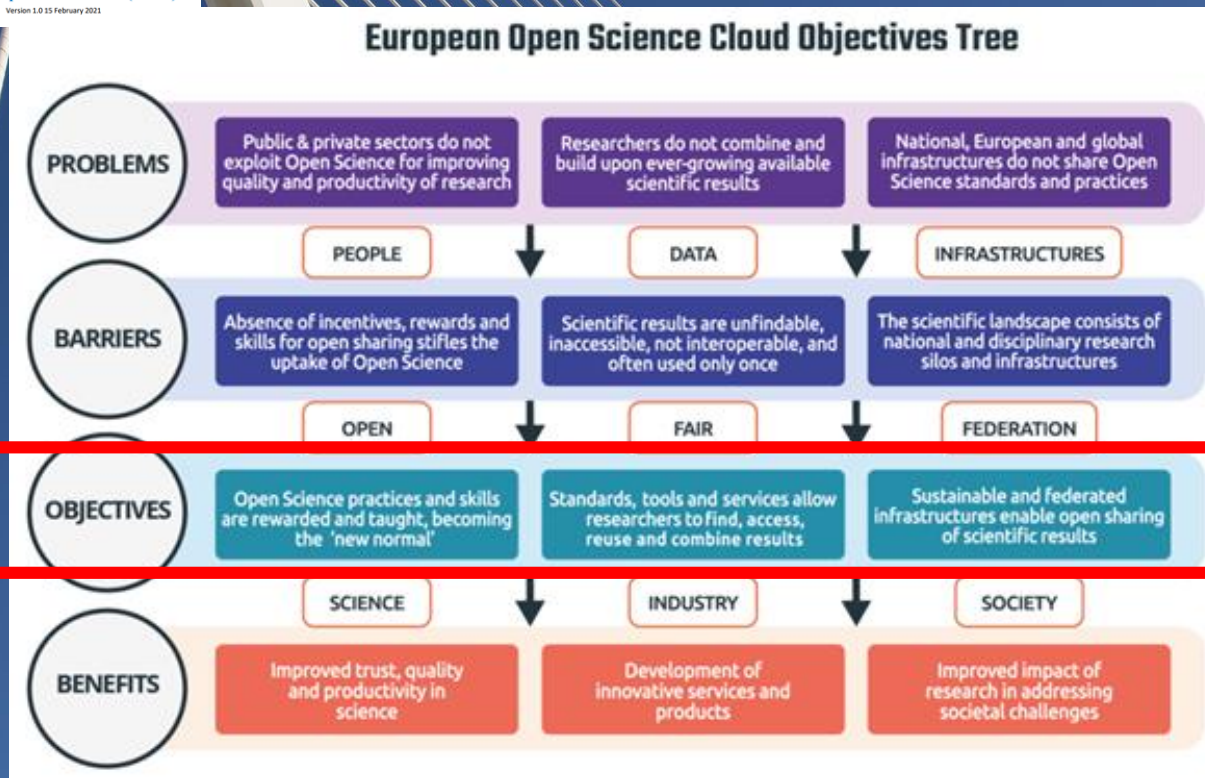 Version 1.0 15 February 2021
European Open Science Cloud Objectives Tree
PROBLEMS
Public & private sectors do not
exploit Open Science for improving
quality and productivity of research
Researchers do not combine and
build upon ever-growing available
scientific results
National, European and global
infrastructures do not share Open
Science standards and practices
PEOPLE
DATA
INFRASTRUCTURES
BARRIERS
Absence of incentives, rewards and
skills for open sharing stifles the
uptake of Open Science
Scientific results are unfindable,
inaccessible, not interoperable, and
often used only once
The scientific landscape consists of
national and disciplinary research
silos and infrastructures
OPEN
FAIR
FEDERATION
OBJECTIVES
Open Science practices and skills
are rewarded and taught, becoming
the 'new normal'
Standards, tools and services allow
researchers to find, access,
reuse and combine results
Sustainable and federated
infrastructures enable open sharing
of scientific results
SCIENCE
INDUSTRY
SOCIETY
BENEFITS
Improved trust, quality
and productivity in
science
Development of
innovative services and
products
Improved impact of
research in addressing
societal challenges